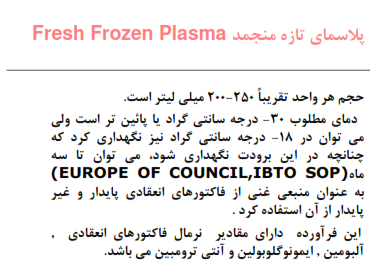 پلاسمای تازه منجمد Fresh Frozen Plasma
حجم هر واحد تقریباً ۲۵۰-۲۰۰ میلی لیتر است.
دمای مطلوب ۳۰- درجه سانتی گراد یا پائین تر است ولی
می توان در ۱۸- درجه سانتی گراد نیز نگهداری کرد که
چنانچه در این برودت نگهداری شود، می توان تا سه
ماه(EUROPE OF COUNCIL,IBTO SOP)
به عنوان منبعی غنی از فاکتورهای انعقادی پایدار و غیر
پایدار از آن استفاده کرد .
این فرآورده دارای مقادیر نرمال فاکتورهای انعقادی ,
آلبومین , ایمونوگلوبولین و آنتی ترومبین می باشد.